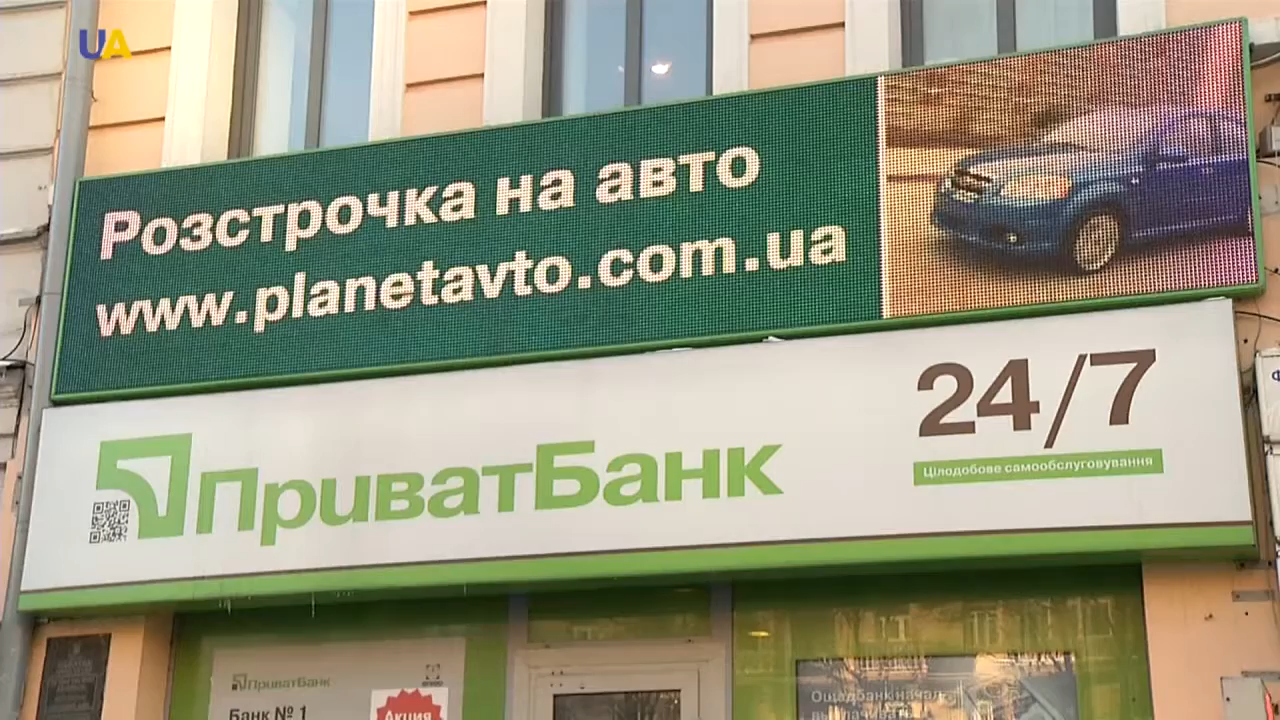 UA
Розстрочка на авто
www.planetavto.com.ua
24/7
Цілодобове самообслуговування
ПриватБанк
ПриватБанк
Банк № 1
Акция
Ощадбанк начал
выплачивать